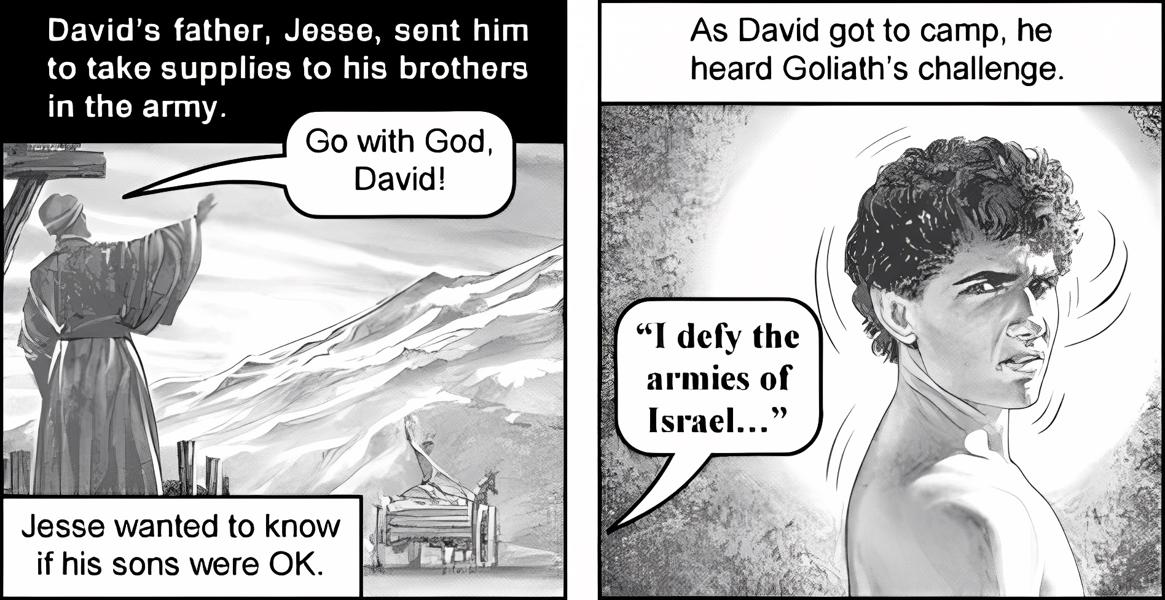 David's father, Jesse, sent him
to take supplies to his brothers
in the army.
Go with God,
David!
Jesse wanted to know
if his sons were OK.
As David got to camp, he
heard Goliath's challenge.
“I defy the
armies of
Israel...”